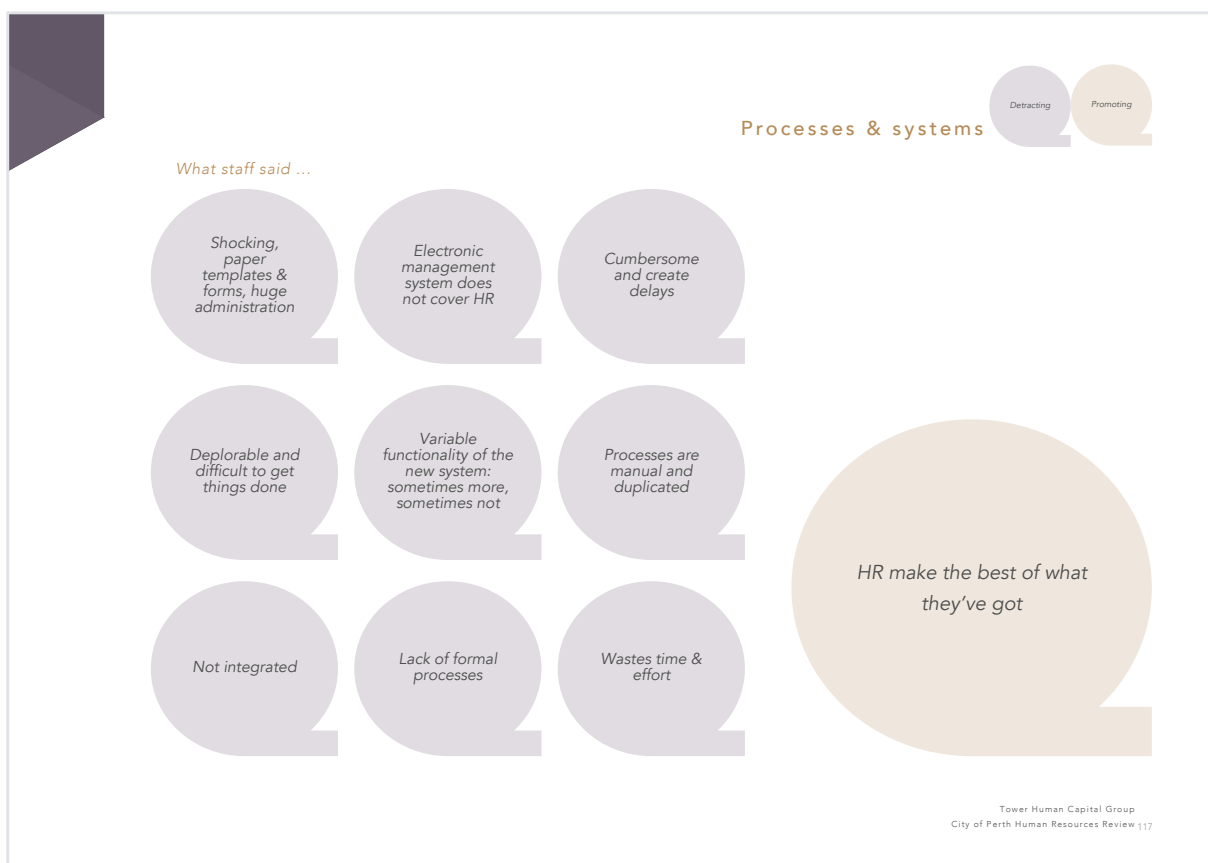 Detracting
Promoting
Processes & systems
What staff said ...
Shocking,
paper
templates &
forms, huge
administration
Electronic
management
system does
not cover HR
Cumbersome
and create
delays
Deplorable and
difficult to get
things done
Variable
functionality of the
new system:
sometimes more,
sometimes not
Processes are
manual and
duplicated
HR make the best of what
they've got
Not integrated
Lack of formal
processes
Wastes time &
effort
Tower Human Capital Group
City of Perth Human Resources Review 117